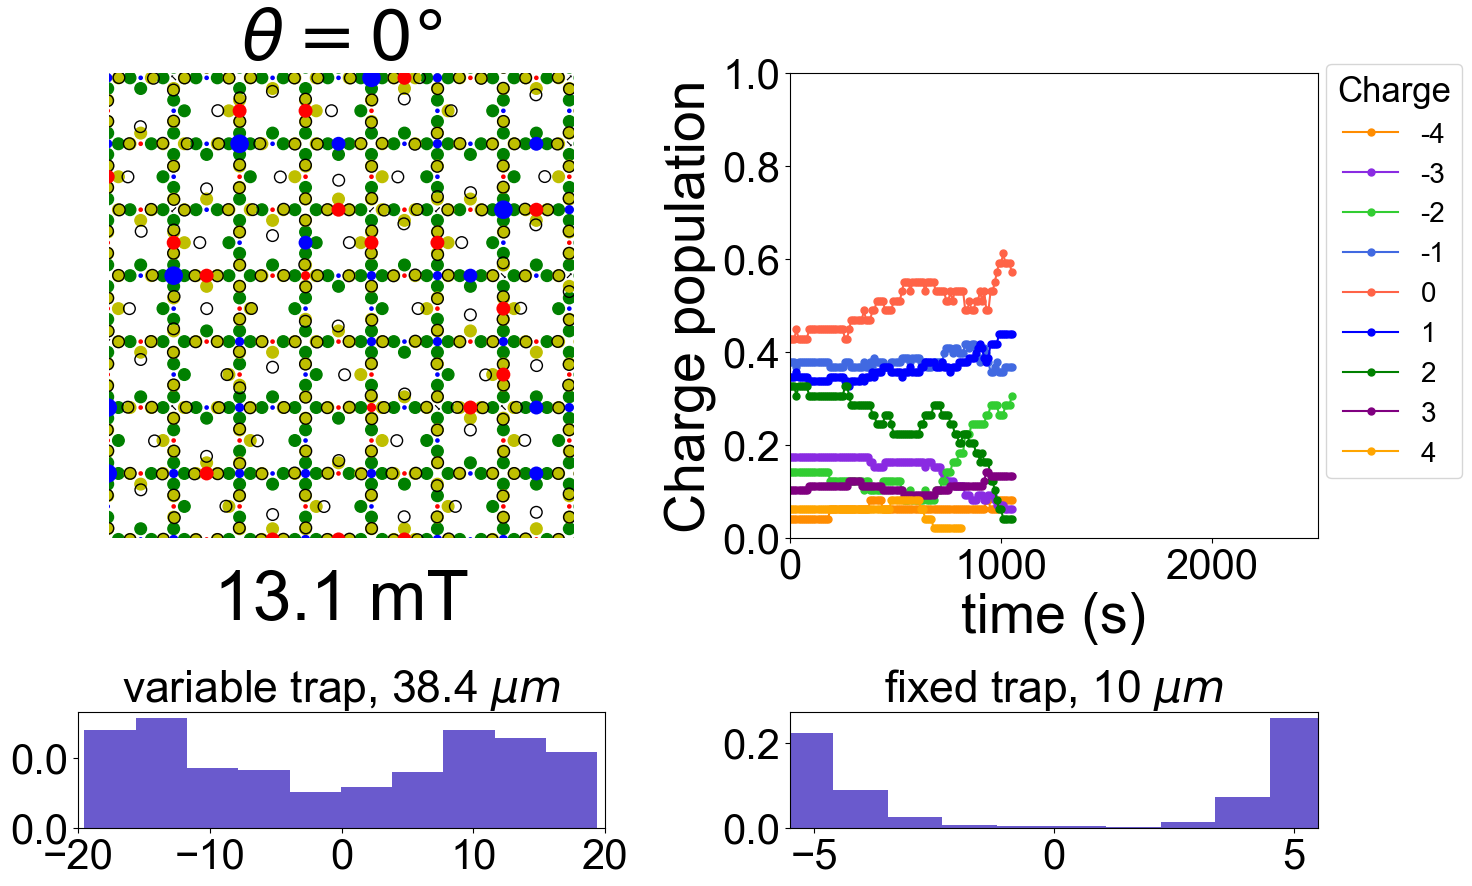 θ = 0°
13.1 mT
Charge population
1.0
0.8
0.6
0.4
0.2
0.0
0 1000 2000
time (s)
Charge
-4
-3
-2
-1
0
1
2
3
4
variable trap, 38.4 μm
0.0
0.0
−20 −10 0 10 20
fixed trap, 10 μm
0.2
0.0
−5 0 5